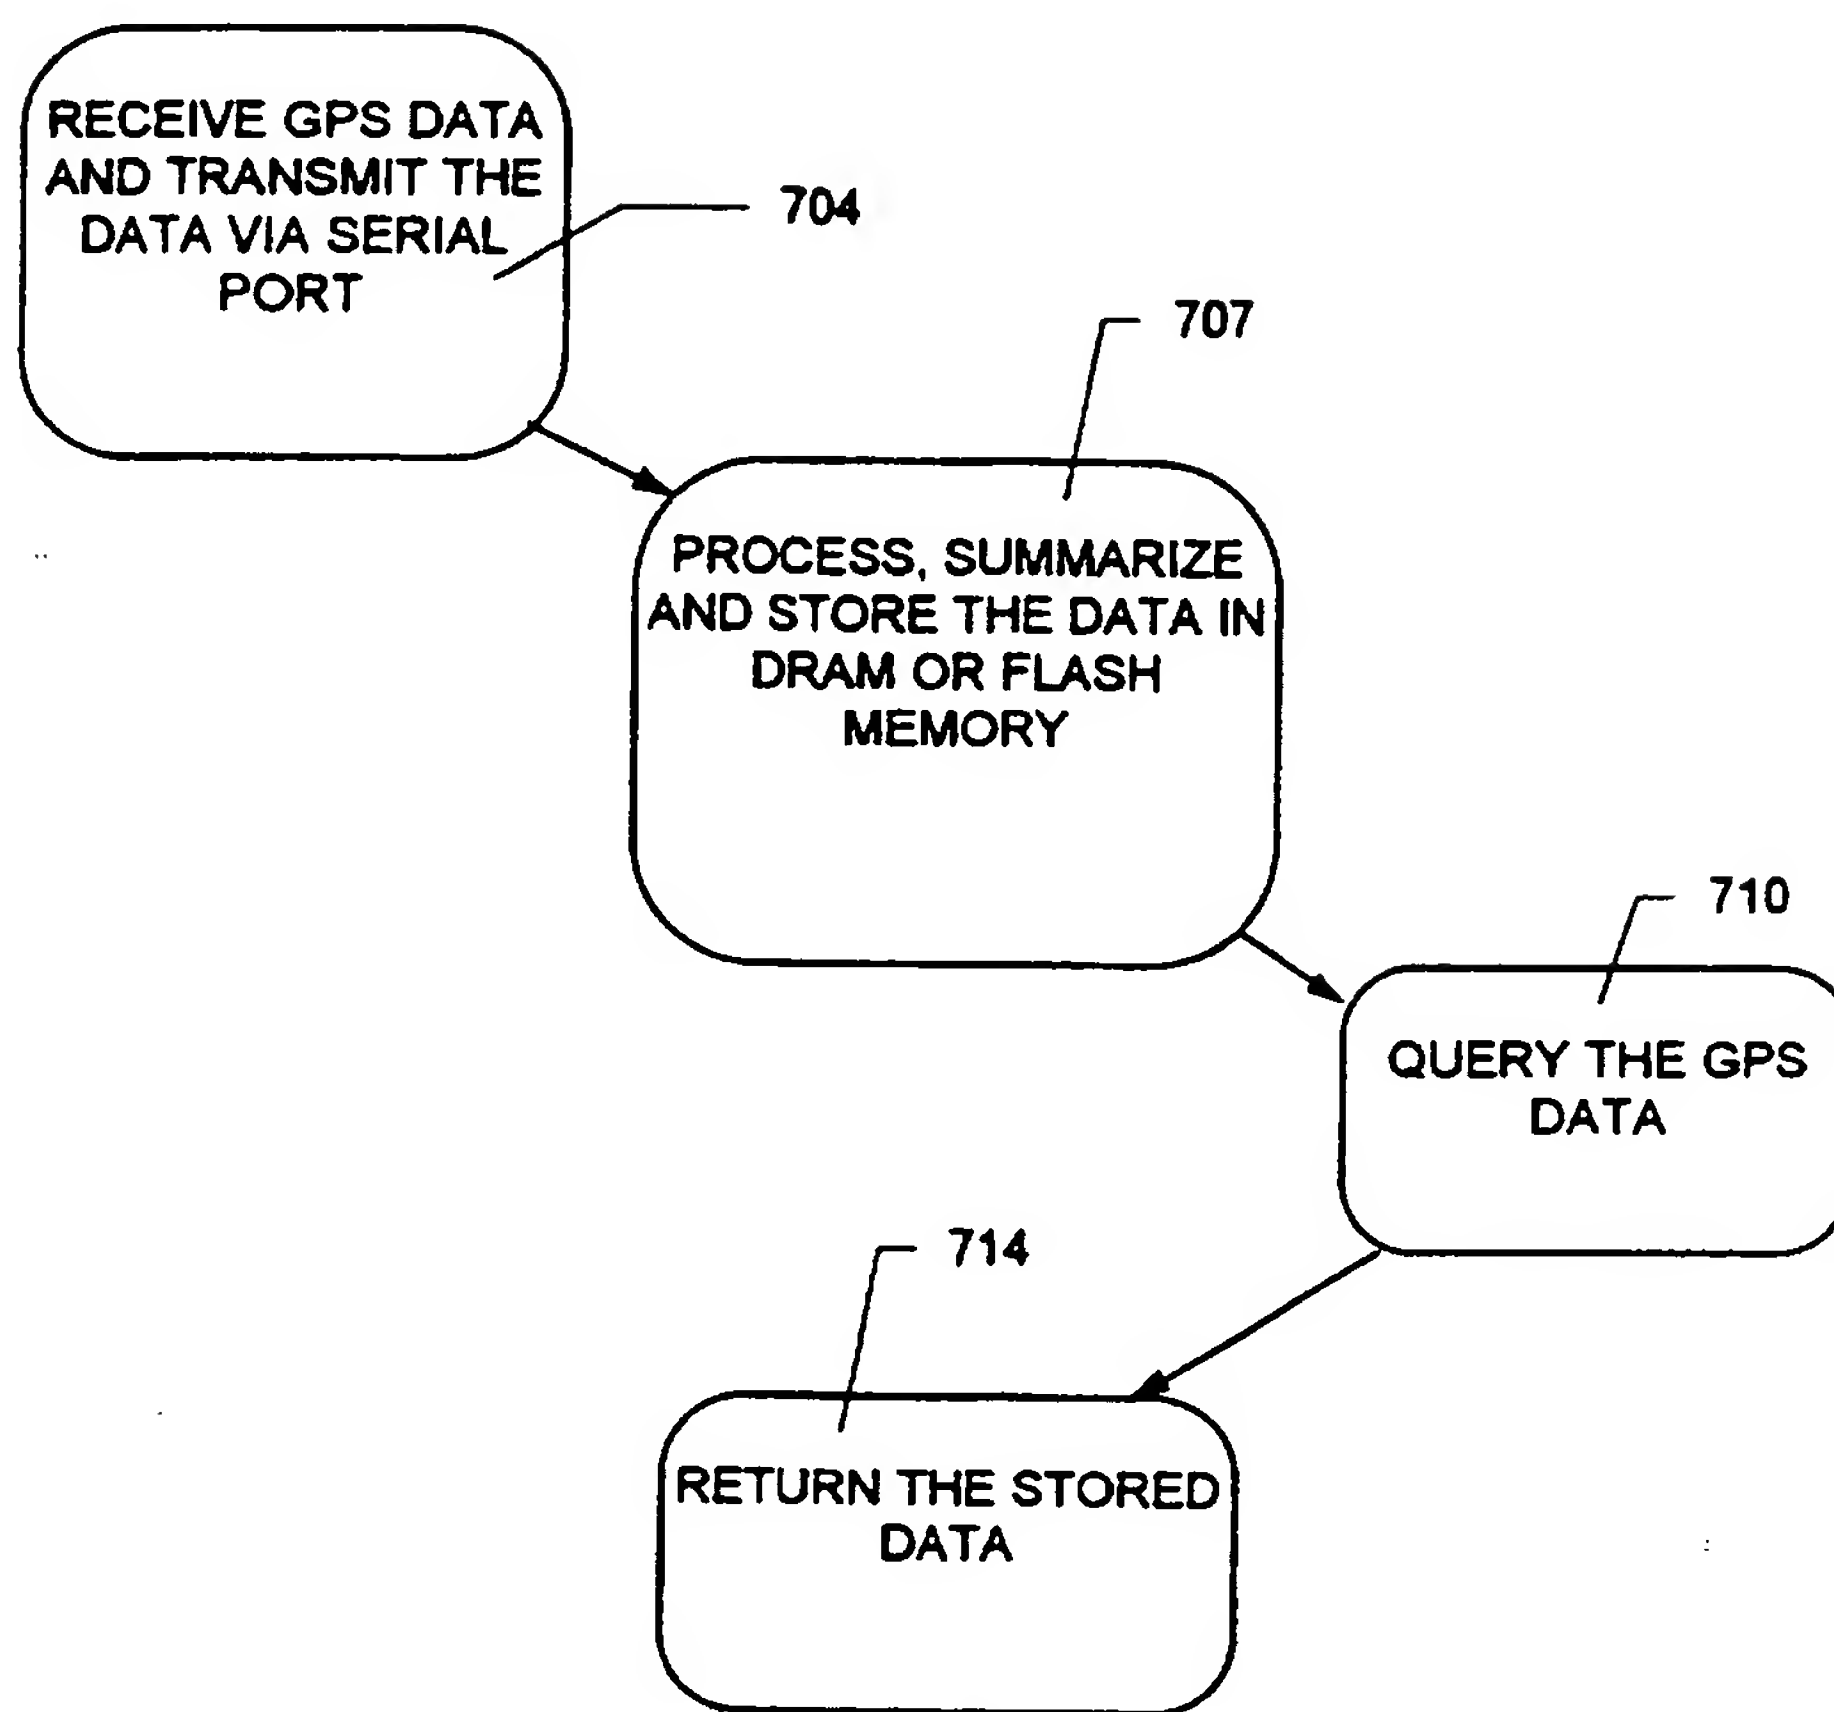 RECEIVE GPS DATA
AND TRANSMIT THE
DATA VIA SERIAL
PORT
704
707
PROCESS, SUMMARIZE
AND STORE THE DATA IN
DRAM OR FLASH
MEMORY
710
QUERY THE GPS
DATA
714
RETURN THE STORED
DATA